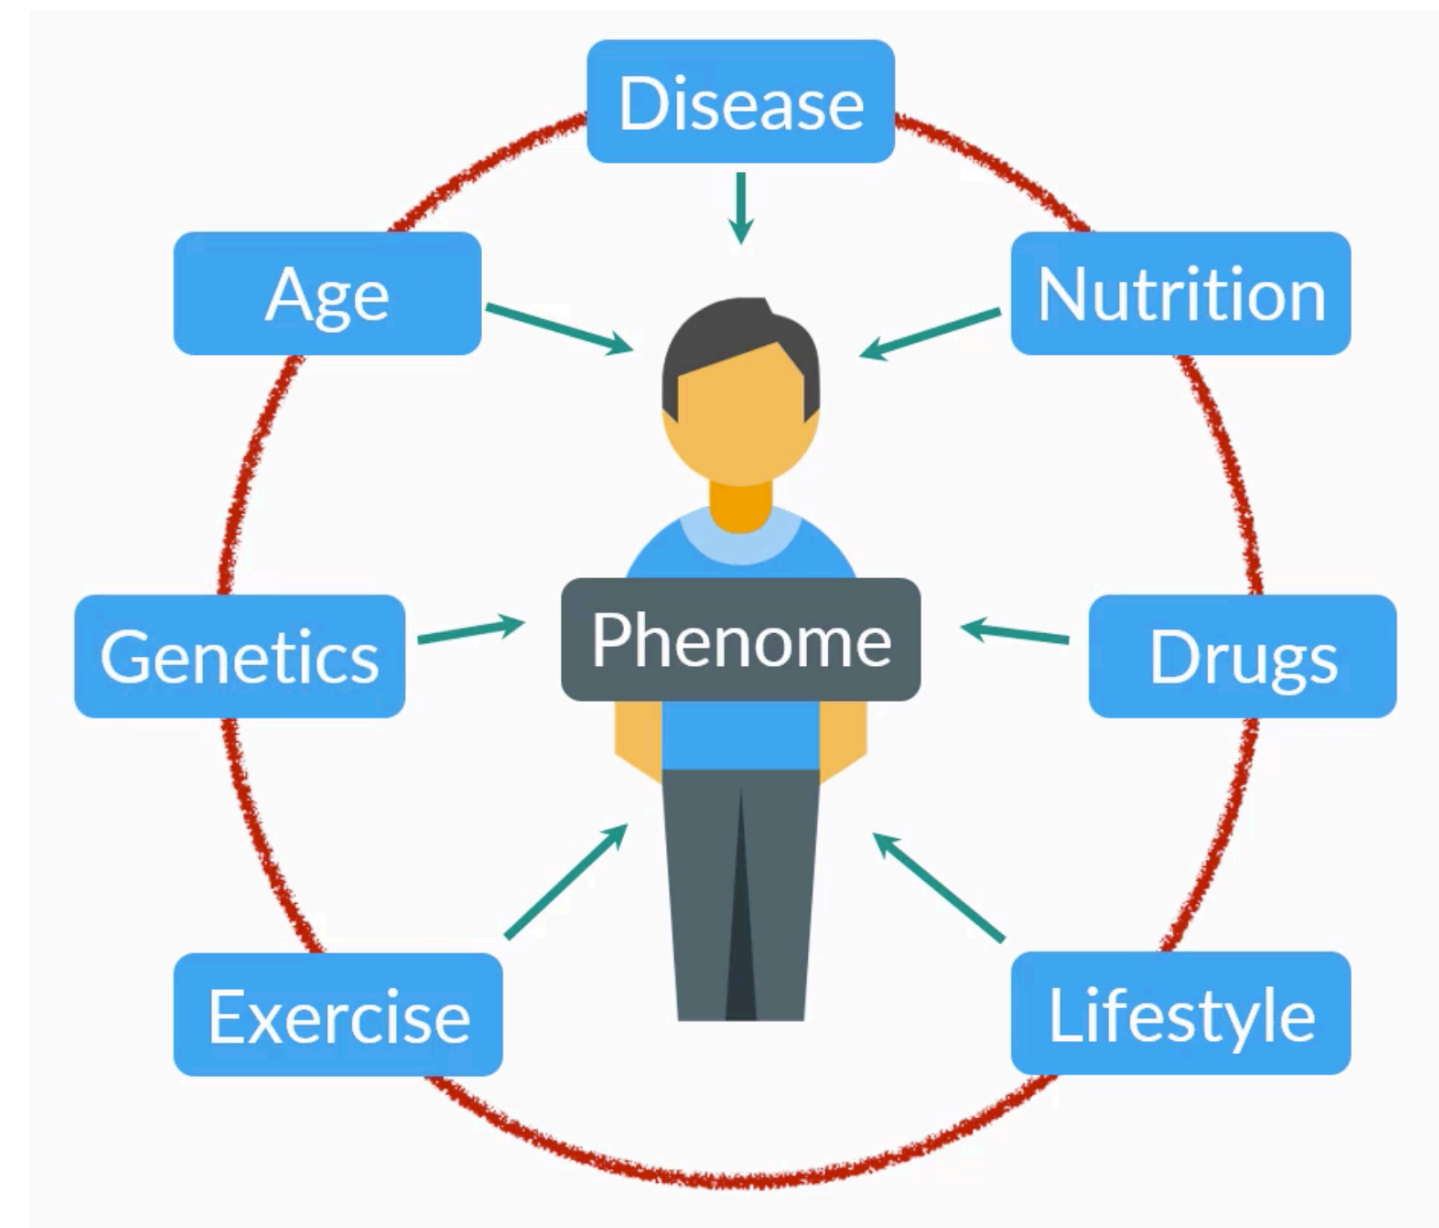 Disease
Age
Nutrition
Genetics
Phenome
Drugs
Exercise
Lifestyle